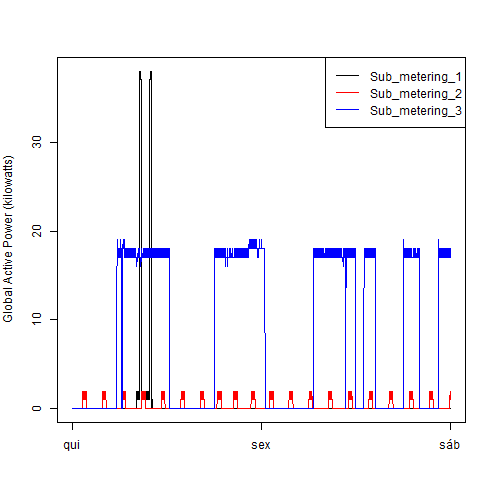 Sub_metering_1
Sub_metering_2
Sub_metering_3
Global Active Power (kilowatts)
30
20
10
0
qui sex sáb